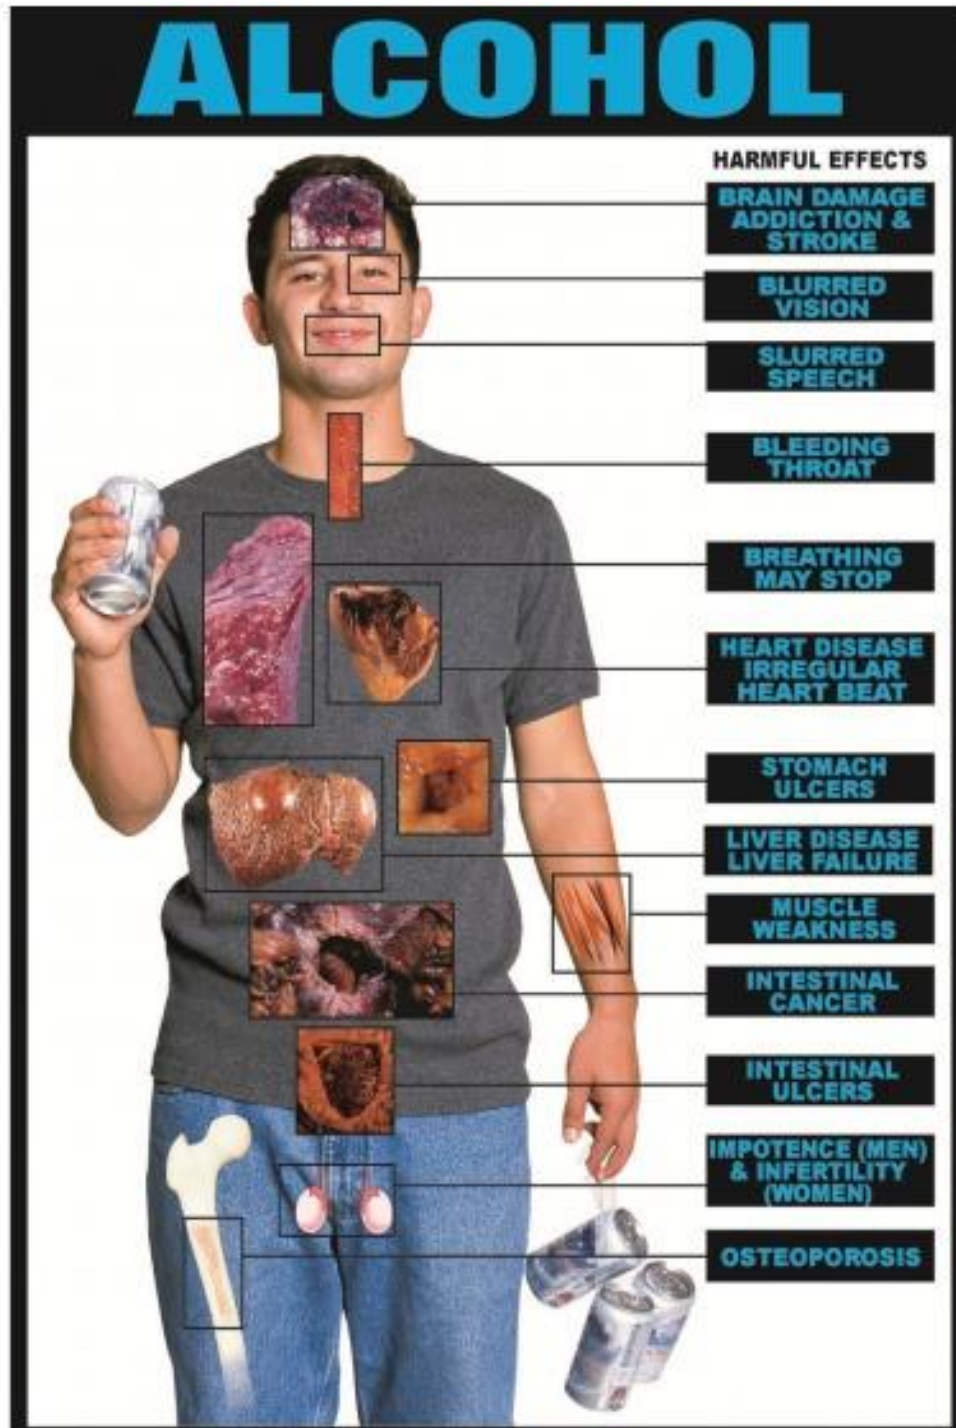 ALCOHOL
HARMFUL EFFECTS
BRAIN DAMAGE
ADDICTION &
STROKE
BLURRED
VISION
SLURRED
SPEECH
BLEEDING
THROAT
BREATHING
MAY STOP
HEART DISEASE
IRREGULAR
HEART BEAT
STOMACH
ULCERS
LIVER DISEASE
LIVER FAILURE
MUSCLE
WEAKNESS
INTESTINAL
CANCER
INTESTINAL
ULCERS
IMPOTENCE (MEN)
& INFERTILITY
(WOMEN)
OSTEOPOROSIS